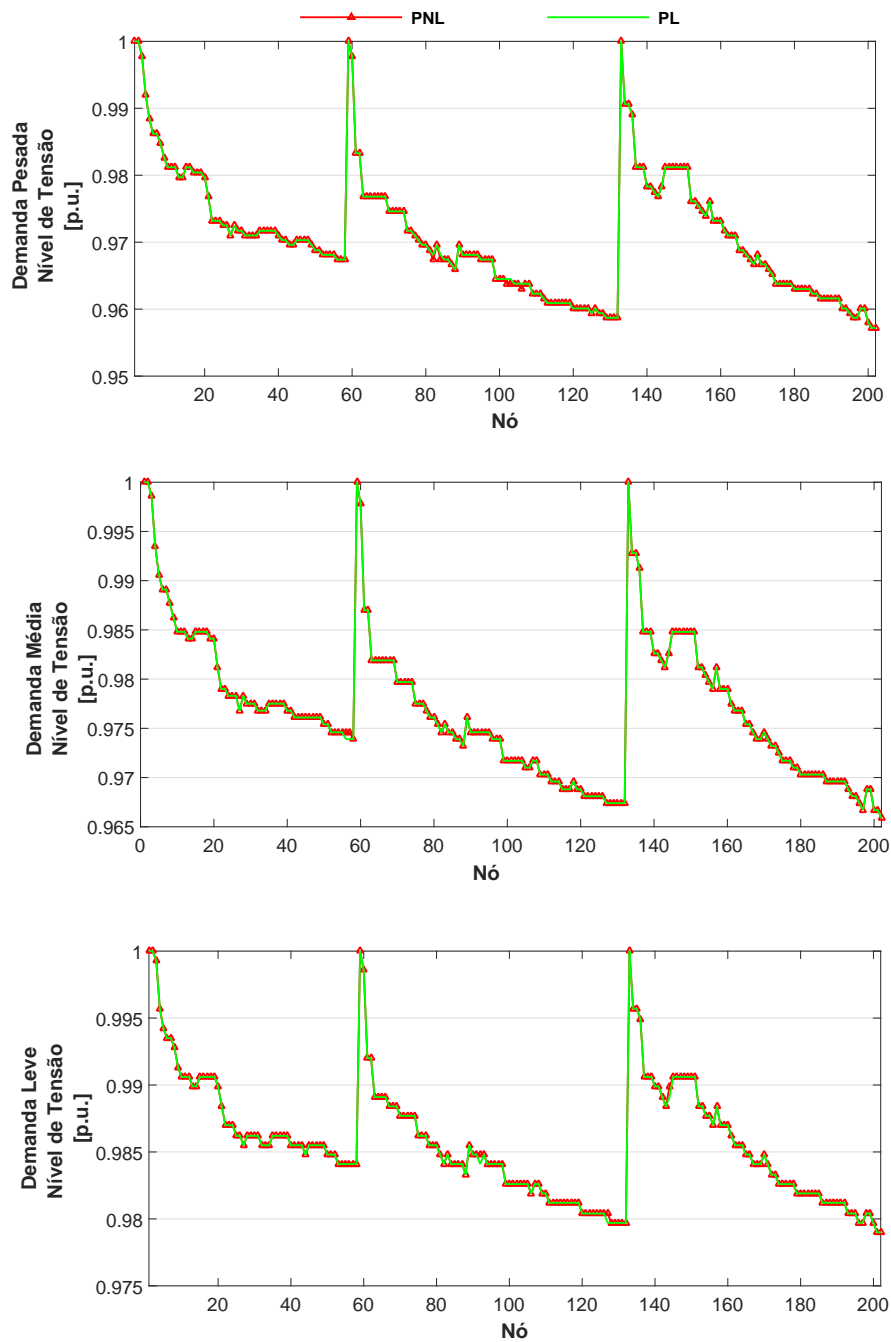 PNL PL
Demanda Pesada
Nível de Tensão
[p.u.]
1
0.99
0.98
0.97
0.96
0.95
20 40 60 80 100 120 140 160 180 200
Nó
Demanda Média
Nível de Tensão
[p.u.]
1
0.995
0.99
0.985
0.98
0.975
0.97
0.965
0 20 40 60 80 100 120 140 160 180 200
Nó
Demanda Leve
Nível de Tensão
[p.u.]
1
0.995
0.99
0.985
0.98
0.975
20 40 60 80 100 120 140 160 180 200
Nó